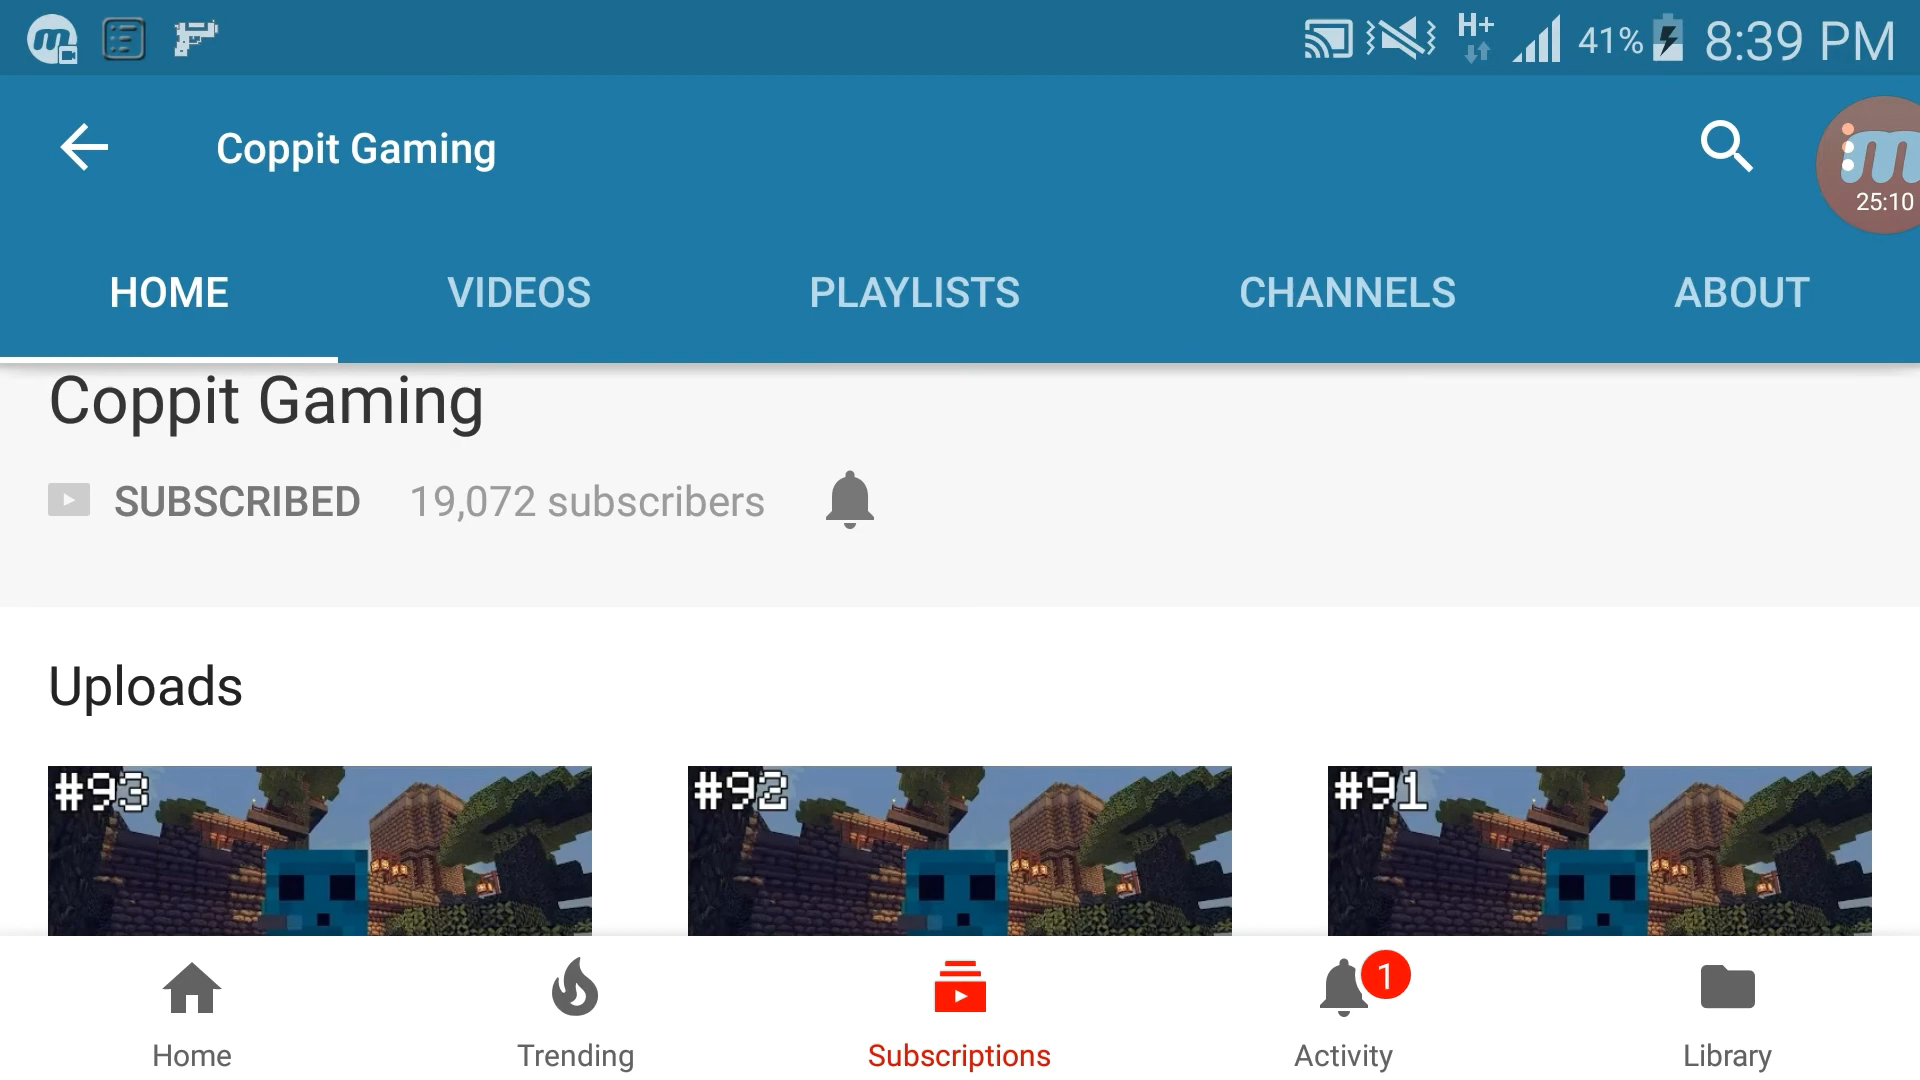 m H+ 41% 8:39 PM
Coppit Gaming
m
25:10
HOME VIDEOS PLAYLISTS CHANNELS ABOUT
Coppit Gaming
SUBSCRIBED 19,072 subscribers
Uploads
#93 #92 #91
1
Home Trending Subscriptions Activity Library